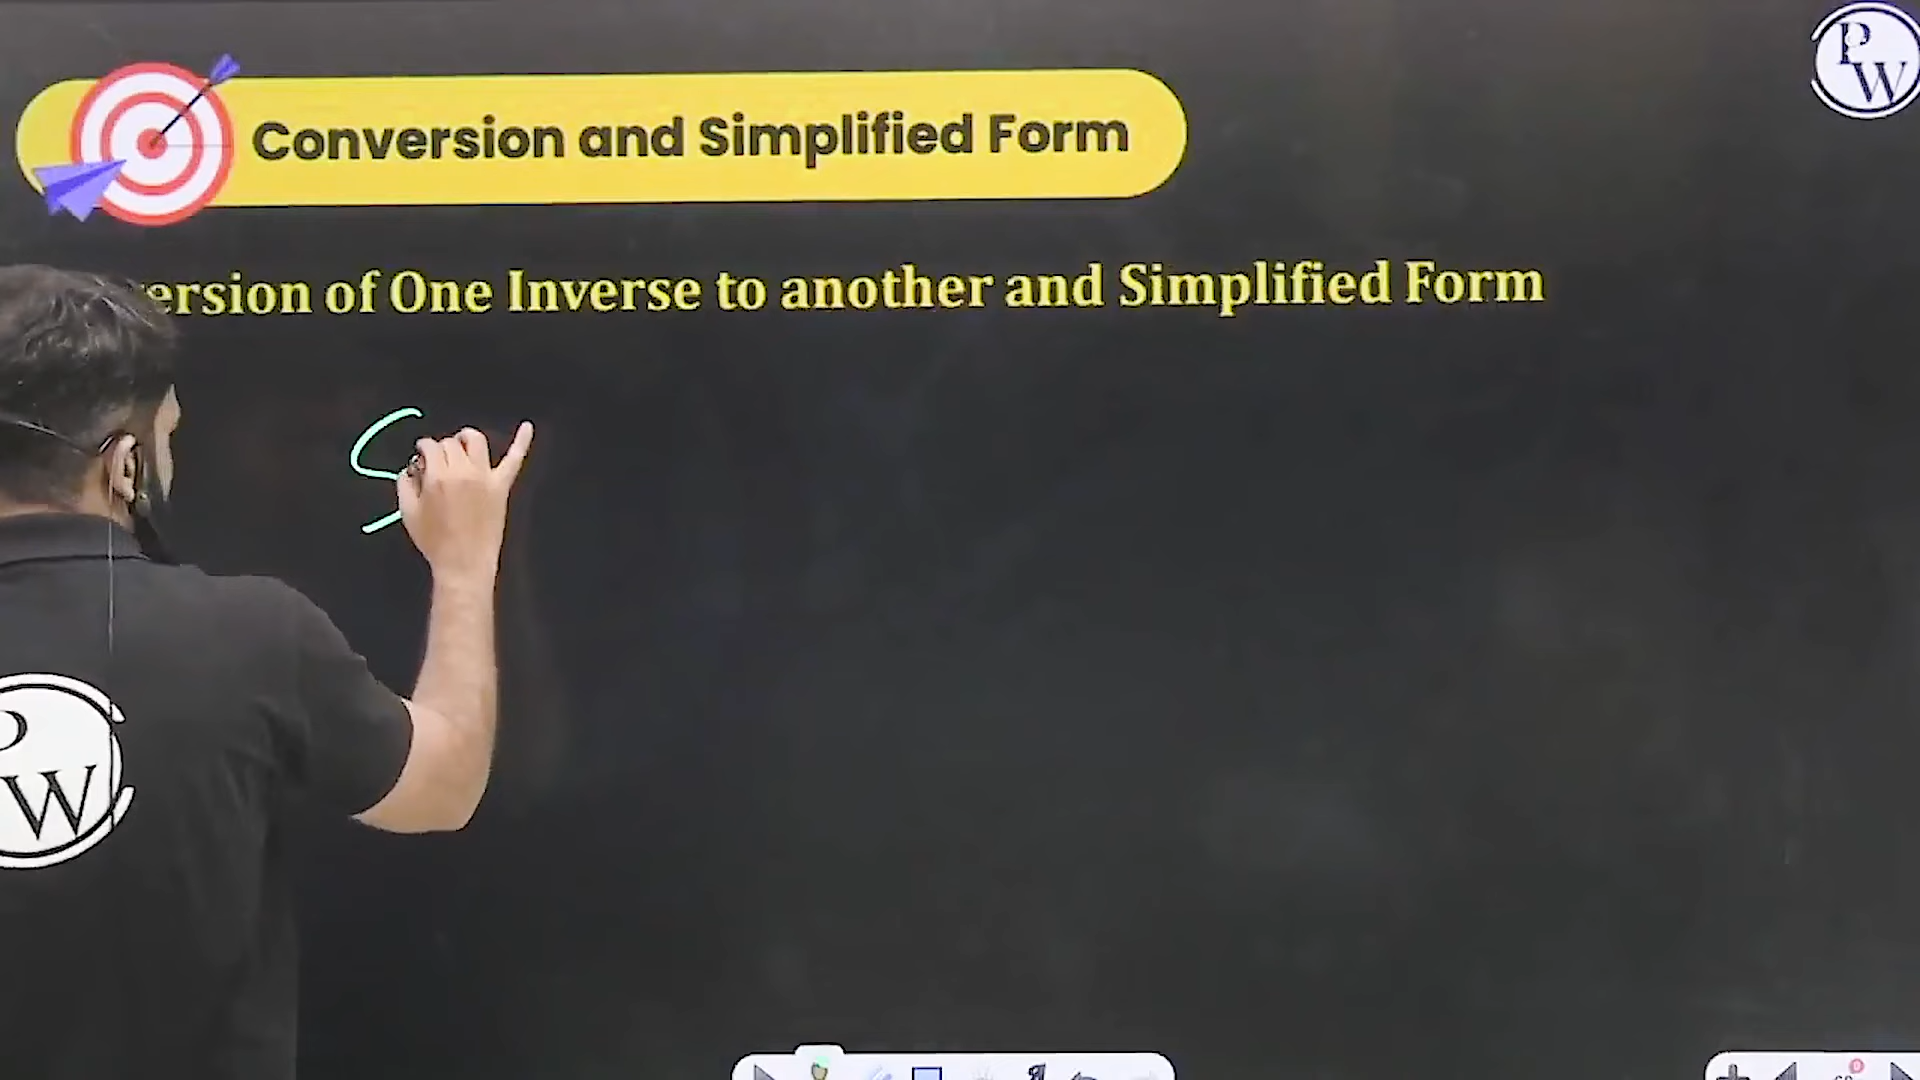 PW
Conversion and Simplified Form
ersion of One Inverse to another and Simplified Form
S
PW